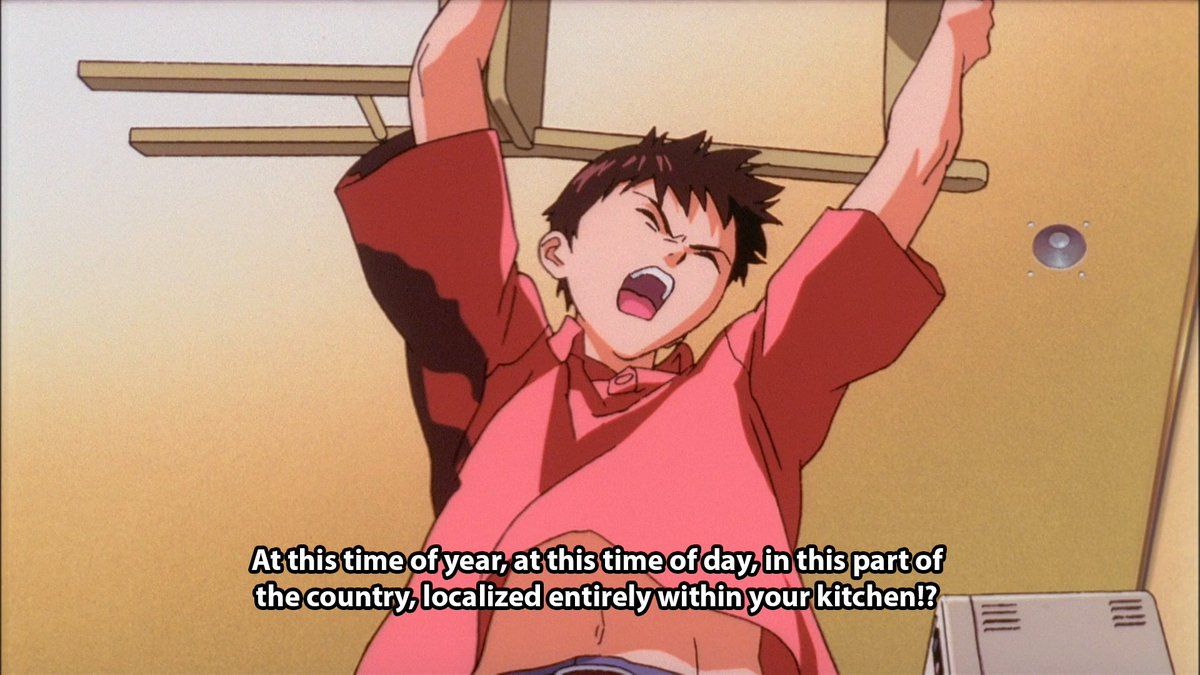 At this time of year, at this time of day, in this part of
the country, localized entirely within your kitchen!?